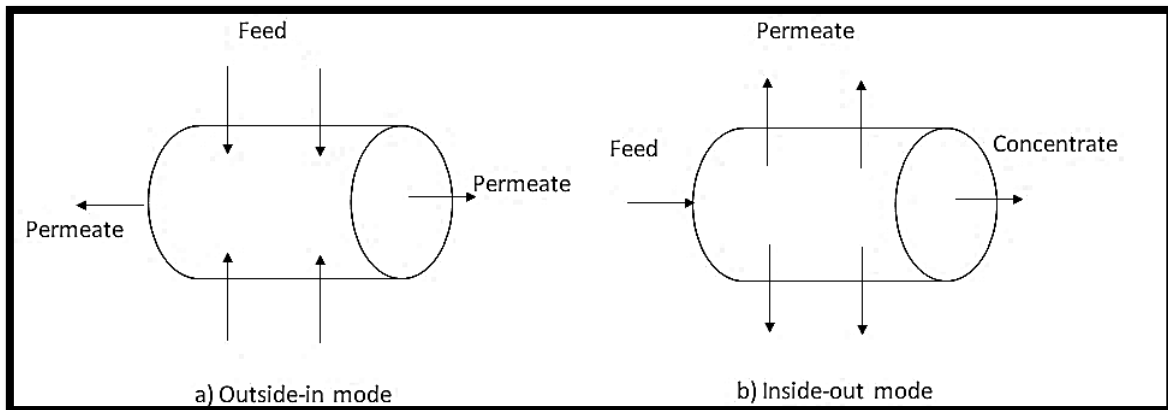 Feed
Permeate
Permeate
a) Outside-in mode
Permeate
Feed
Concentrate
b) Inside-out mode